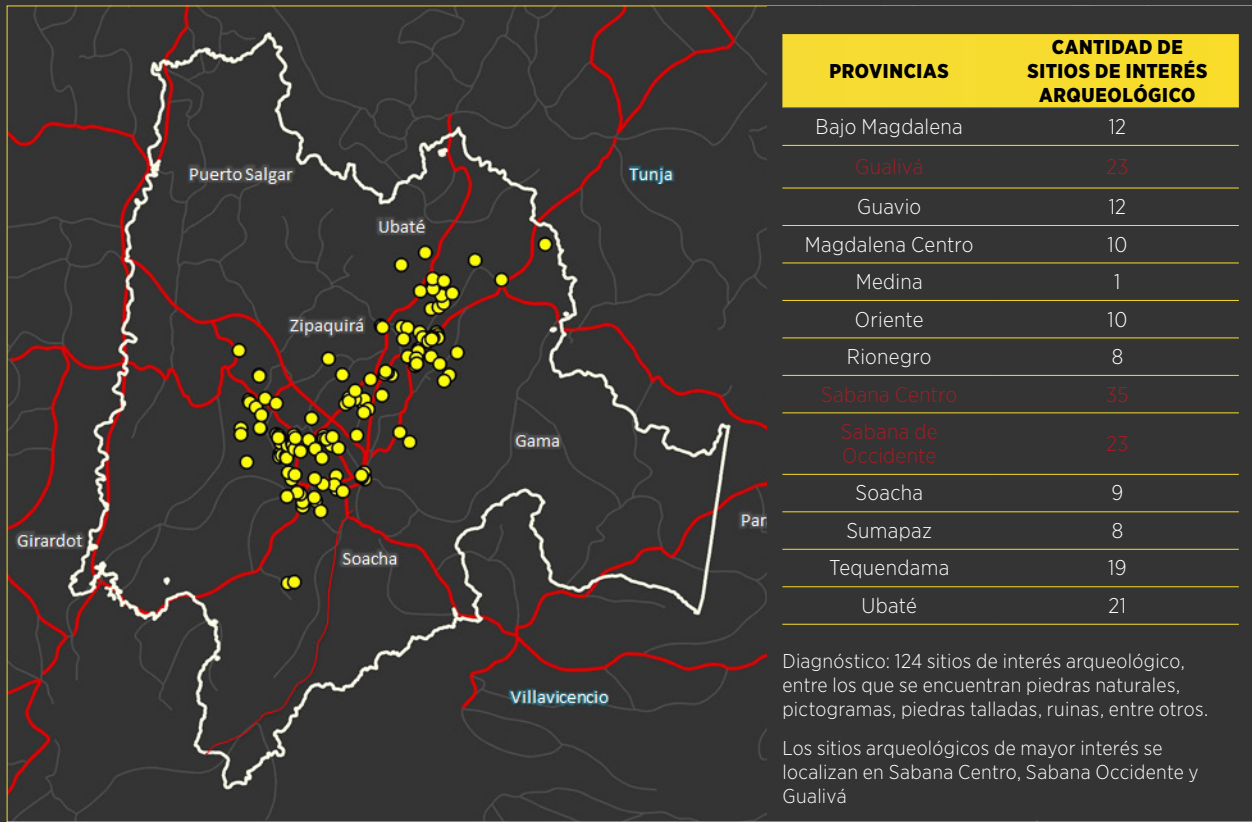 Puerto Salgar
Tunja
Ubaté
Zipaquirá
Gama
Girardot
Par
Soacha
Villavicencio
PROVINCIAS
CANTIDAD DE
SITIOS DE INTERÉS
ARQUEOLÓGICO
Bajo Magdalena 12
Gualivá 23
Guavio 12
Magdalena Centro 10
Medina 1
Oriente 10
Rionegro 8
Sabana Centro 35
Sabana de
Occidente 23
Soacha 9
Sumapaz 8
Tequendama 19
Ubaté 21
Diagnóstico: 124 sitios de interés arqueológico,
entre los que se encuentran piedras naturales,
pictogramas, piedras talladas, ruinas, entre otros.
Los sitios arqueológicos de mayor interés se
localizan en Sabana Centro, Sabana Occidente y
Gualivá